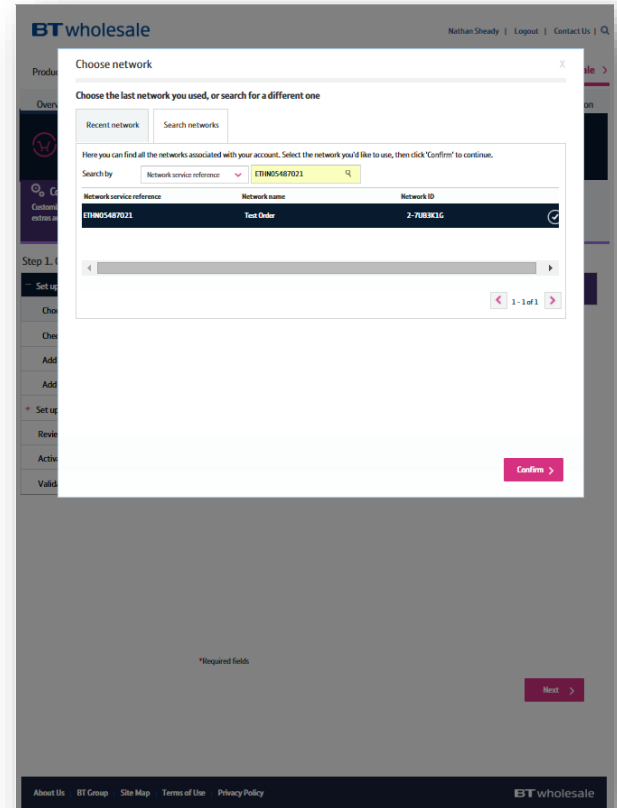 BT wholesale
Nathan Sheady | Logout | Contact Us |
Choose network X
Choose the last network you used, or search for a different one
Recent network Search networks
Here you can find all the networks associated with your account. Select the network you'd like to use, then click 'Confirm' to continue.
Search by Network service reference ETHN05487021
Network service reference Network name Network ID
ETHN05487021 Test Order 2-7UB3K1G
1 - 1 of 1
Confirm
Step 1.
Set up
Add
Add
Set up
*Required fields
Next
About Us BT Group Site Map Terms of Use Privacy Policy
BT wholesale